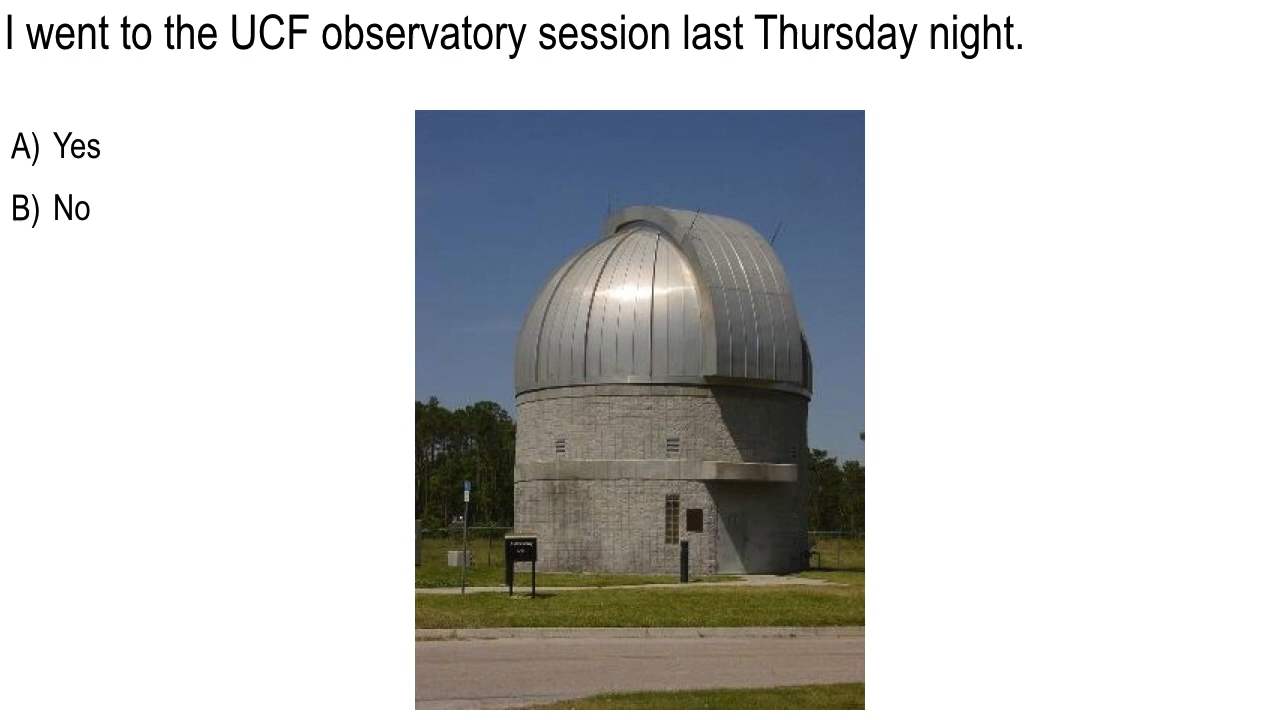 I went to the UCF observatory session last Thursday night.
A) Yes
B) No